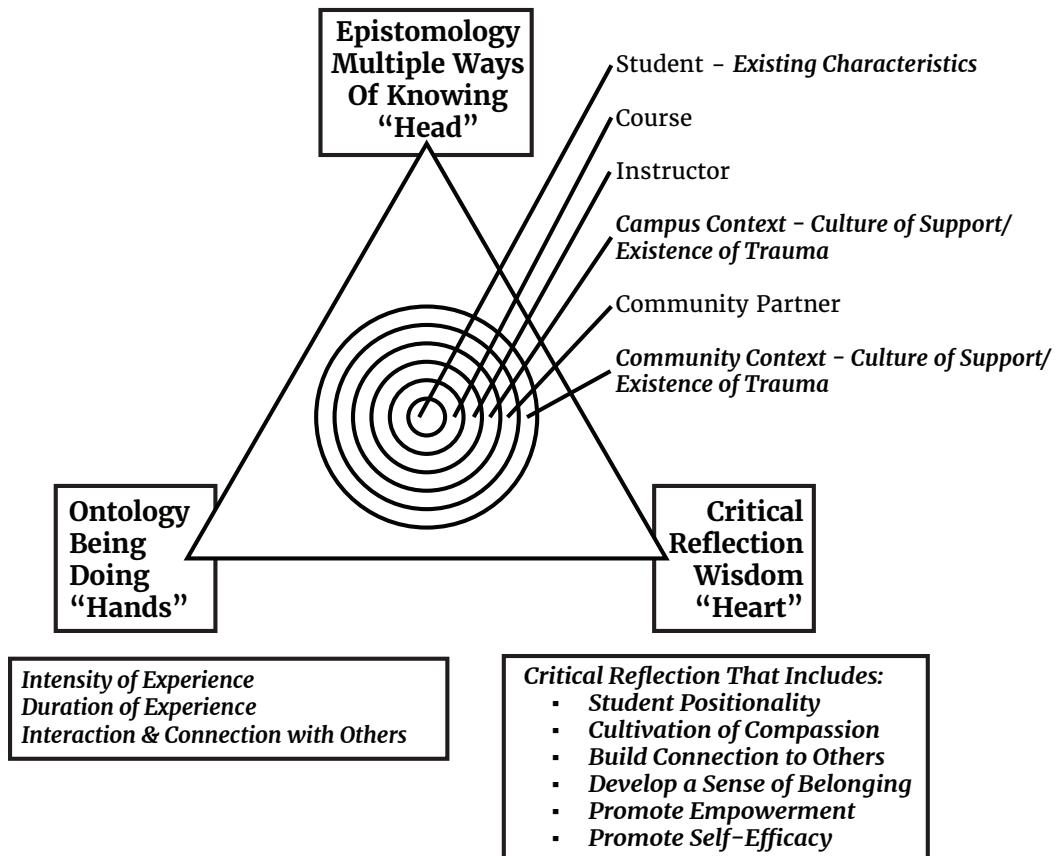 Epistomology
Multiple Ways
Of Knowing
“Head”
Student – Existing Characteristics
Course
Instructor
Campus Context – Culture of Support/
Existence of Trauma
Community Partner
Community Context – Culture of Support/
Existence of Trauma
Ontology
Being
Doing
“Hands”
Critical
Reflection
Wisdom
“Heart”
Intensity of Experience
Duration of Experience
Interaction & Connection with Others
Critical Reflection That Includes:
▪ Student Positionality
▪ Cultivation of Compassion
▪ Build Connection to Others
▪ Develop a Sense of Belonging
▪ Promote Empowerment
▪ Promote Self-Efficacy